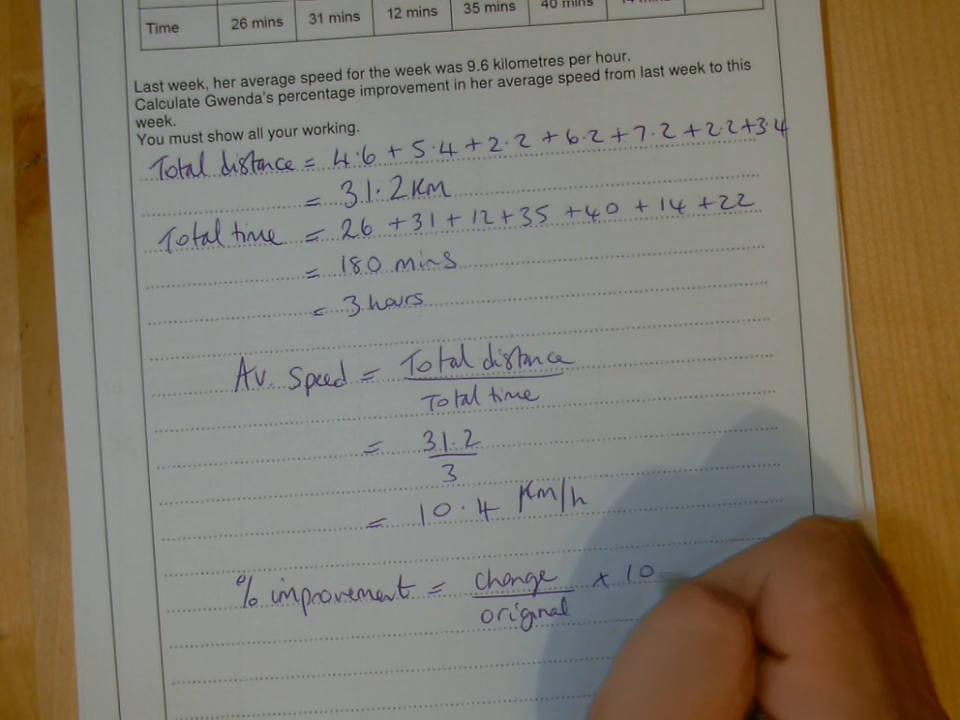 Time 26 mins 31 mins 12 mins 35 mins 40 mins
Last week, her average speed for the week was 9.6 kilometres per hour.
Calculate Gwenda's percentage improvement in her average speed from last week to this
week.
You must show all your working.
Total distance = 4.6 + 5.4 + 2.2 + 6.2 + 7.2 + 2.2 + 3.4
= 31.2 Km
Total time = 26 + 31 + 12 + 35 + 40 + 14 + 22
= 180 mins
= 3 hours
Av. Speed = Total distance
Total time
= 31.2
3
= 10.4 Km/h
% improvement = change × 10
original